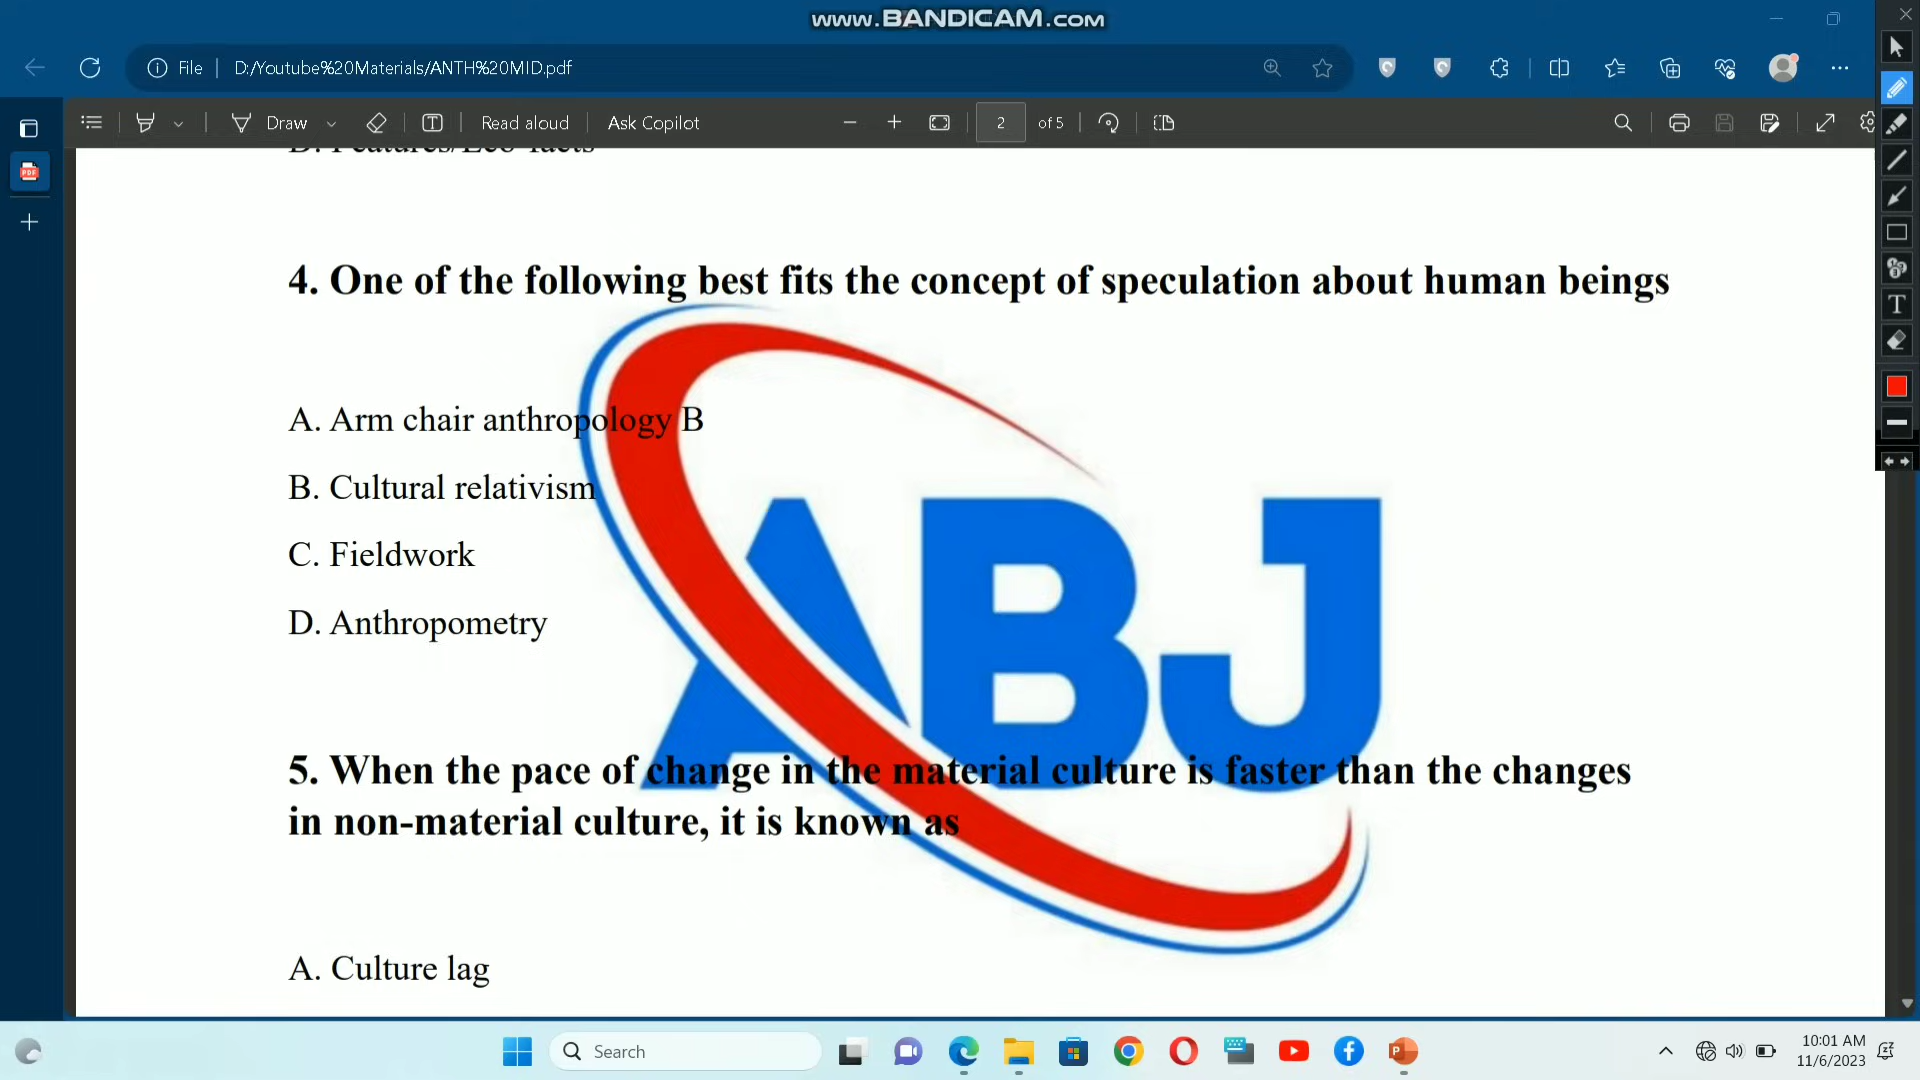 www.BANDICAM.com
File D:/Youtube%20Materials/ANTH%20MID.pdf
Draw Read aloud Ask Copilot 2 of 5
D. Features/Eco-facts
4. One of the following best fits the concept of speculation about human beings
A. Arm chair anthropology B
B. Cultural relativism
C. Fieldwork
D. Anthropometry
ABJ
5. When the pace of change in the material culture is faster than the changes
in non-material culture, it is known as
A. Culture lag
Search
10:01 AM
11/6/2023